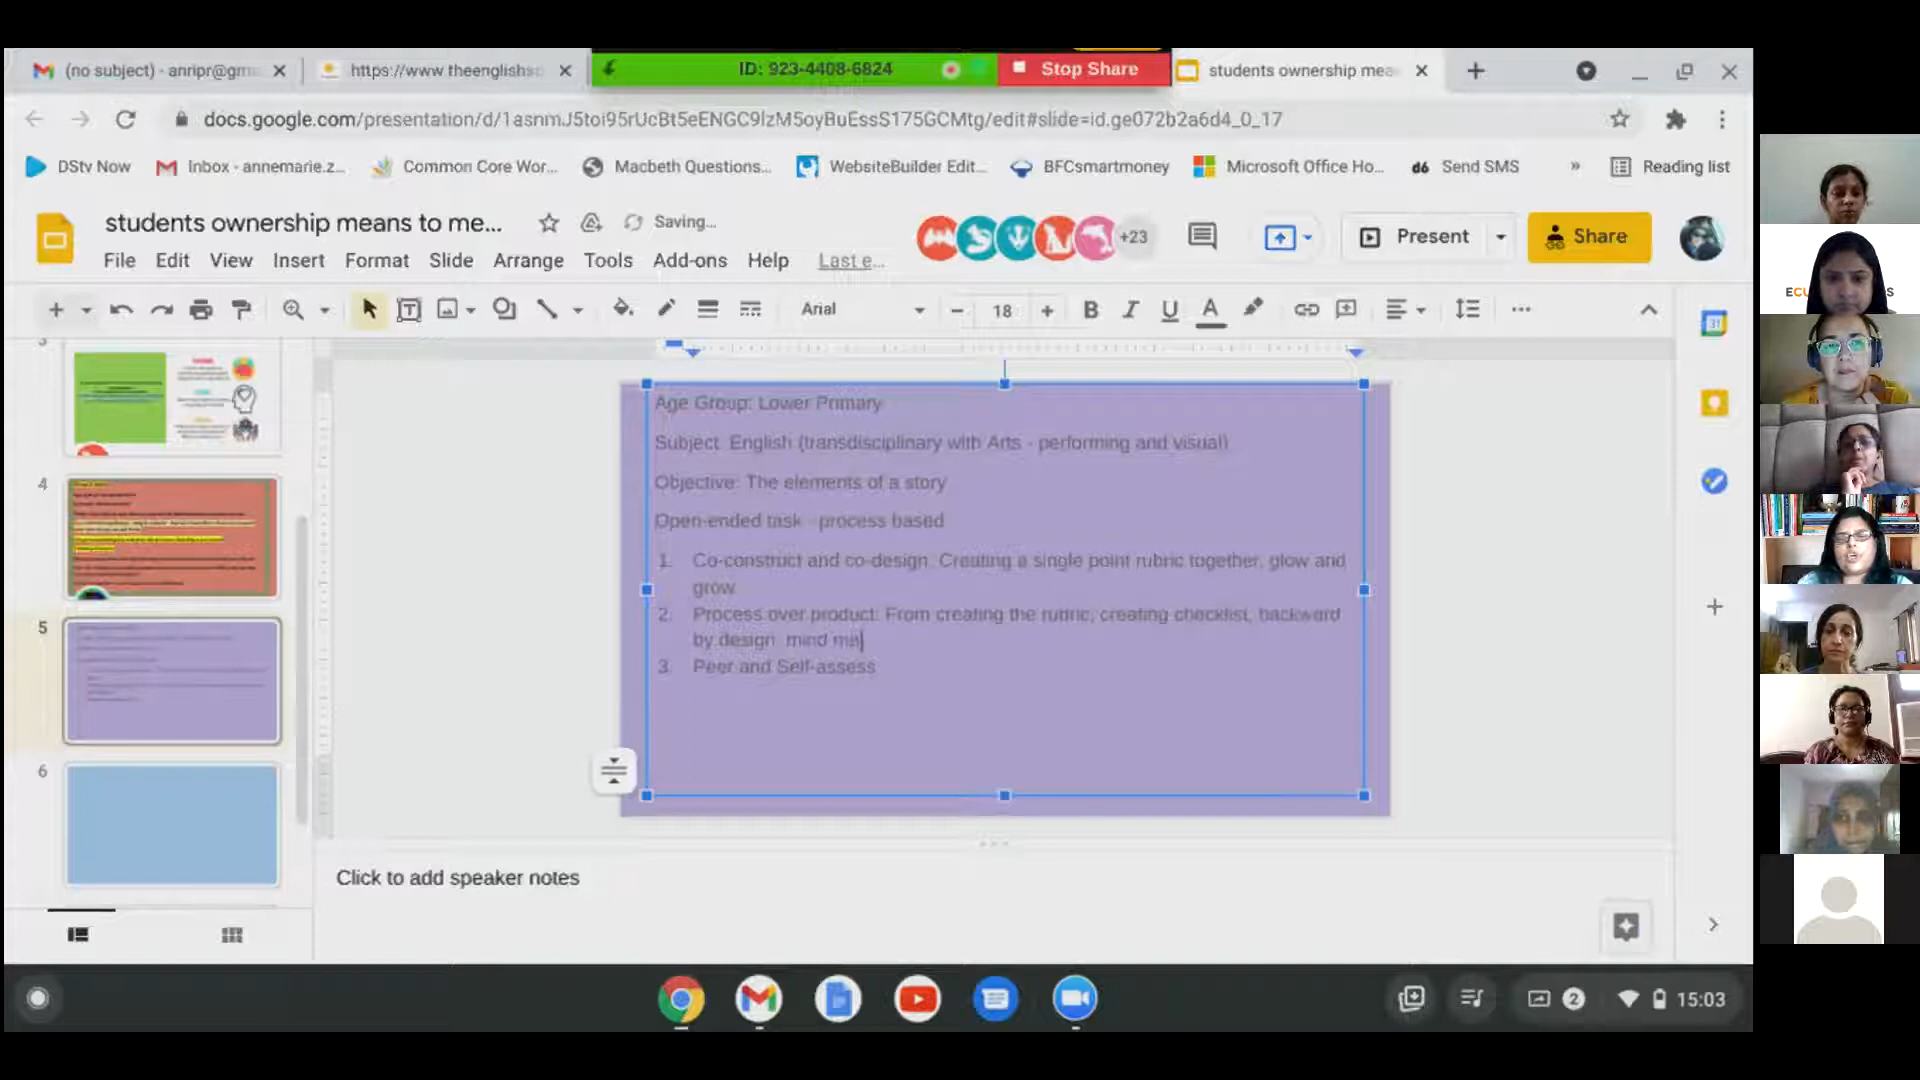 (no subject) - anripr@gm
https://www.theenglishs
ID: 923-4408-6824
Stop Share
students ownership mea
docs.google.com/presentation/d/1asnmJ5toi95rUcBt5eENGC9lzM5oyBuEssS175GCMtg/edit#slide=id.ge072b2a6d4_0_17
DStv Now
Inbox - annemarie.z...
Common Core Wor...
Macbeth Questions...
WebsiteBuilder Edit...
BFCsmartmoney
Microsoft Office Ho...
d6 Send SMS
»
Reading list
students ownership means to me...
Saving...
+23
Present
Share
File Edit View Insert Format Slide Arrange Tools Add-ons Help Last e...
Arial
18
B I U A
31
Age Group: Lower Primary
Subject: English (transdisciplinary with Arts - performing and visual)
Objective: The elements of a story
Open-ended task - process based
1. Co-construct and co-design: Creating a single point rubric together, glow and
grow
2. Process over product: From creating the rubric, creating checklist, backward
by design mind ma
3. Peer and Self-assess
3
4
5
6
Click to add speaker notes
2
15:03